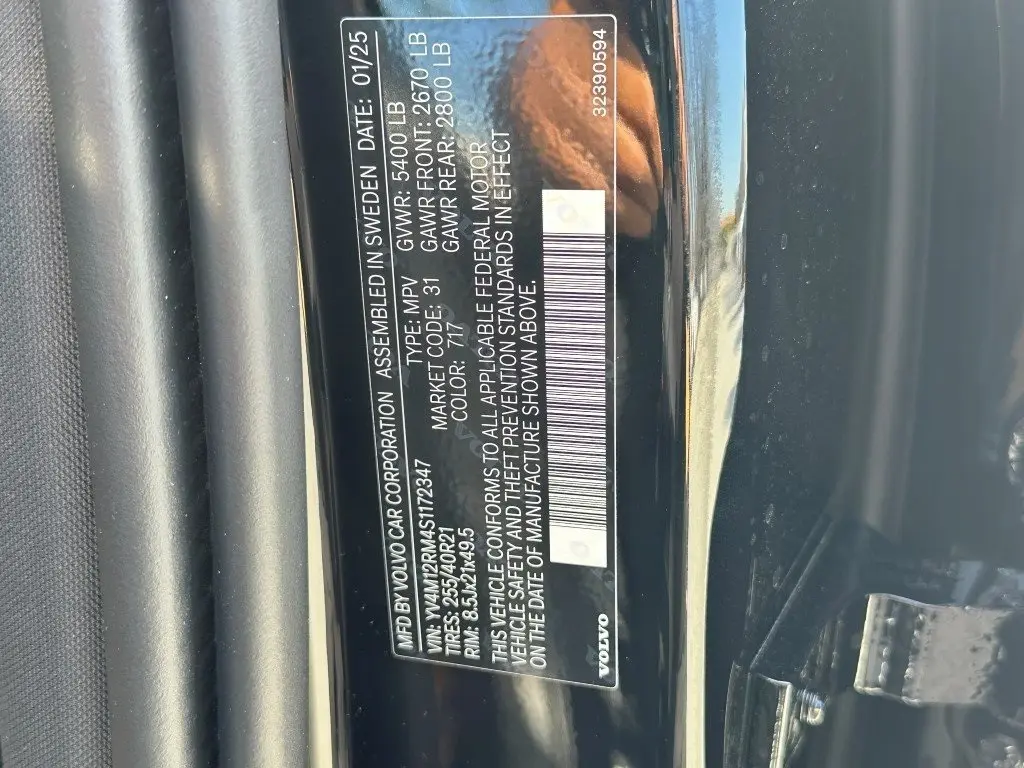 MFD BY VOLVO CAR CORPORATION ASSEMBLED IN SWEDEN DATE: 01/25
VIN: YV4M12RM4S1172347 TYPE: MPV GVWR: 5400 LB
TIRES: 255/40R21 MARKET CODE: 31 GAWR FRONT: 2670 LB
RIM: 8.5Jx21x49.5 COLOR: 717 GAWR REAR: 2800 LB
THIS VEHICLE CONFORMS TO ALL APPLICABLE FEDERAL MOTOR
VEHICLE SAFETY AND THEFT PREVENTION STANDARDS IN EFFECT
ON THE DATE OF MANUFACTURE SHOWN ABOVE.
VOLVO 32390594